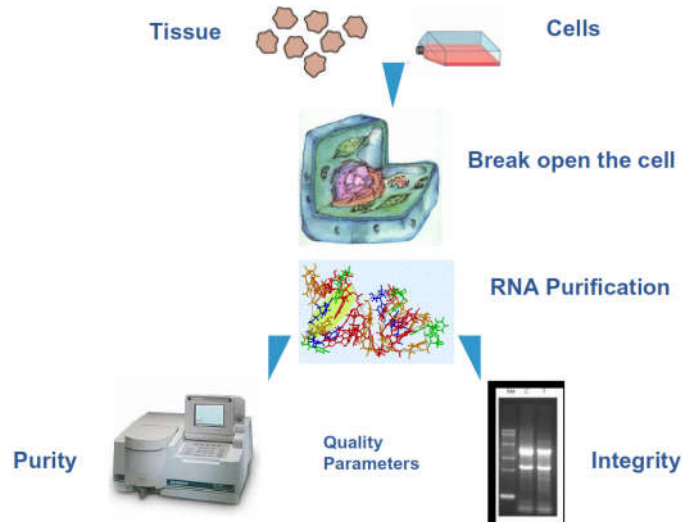 Tissue
Cells
Break open the cell
RNA Purification
Purity
Quality
Parameters
Integrity